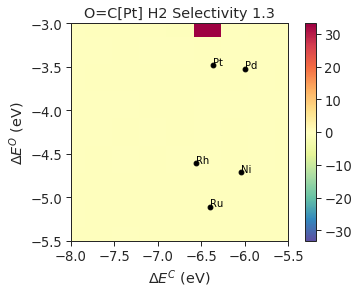 O=C[Pt] H2 Selectivity 1.3
−3.0
−3.5
−4.0
−4.5
−5.0
−5.5
ΔE^O (eV)
Pt
Pd
Rh
Ni
Ru
−8.0 −7.5 −7.0 −6.5 −6.0 −5.5
ΔE^C (eV)
30
20
10
0
−10
−20
−30